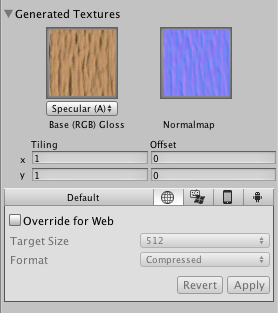 Generated Textures
Specular (A)
Base (RGB) Gloss
Normalmap
Tiling
Offset
x 1 0
y 1 0
Default
Override for Web
Target Size 512
Format Compressed
Revert Apply